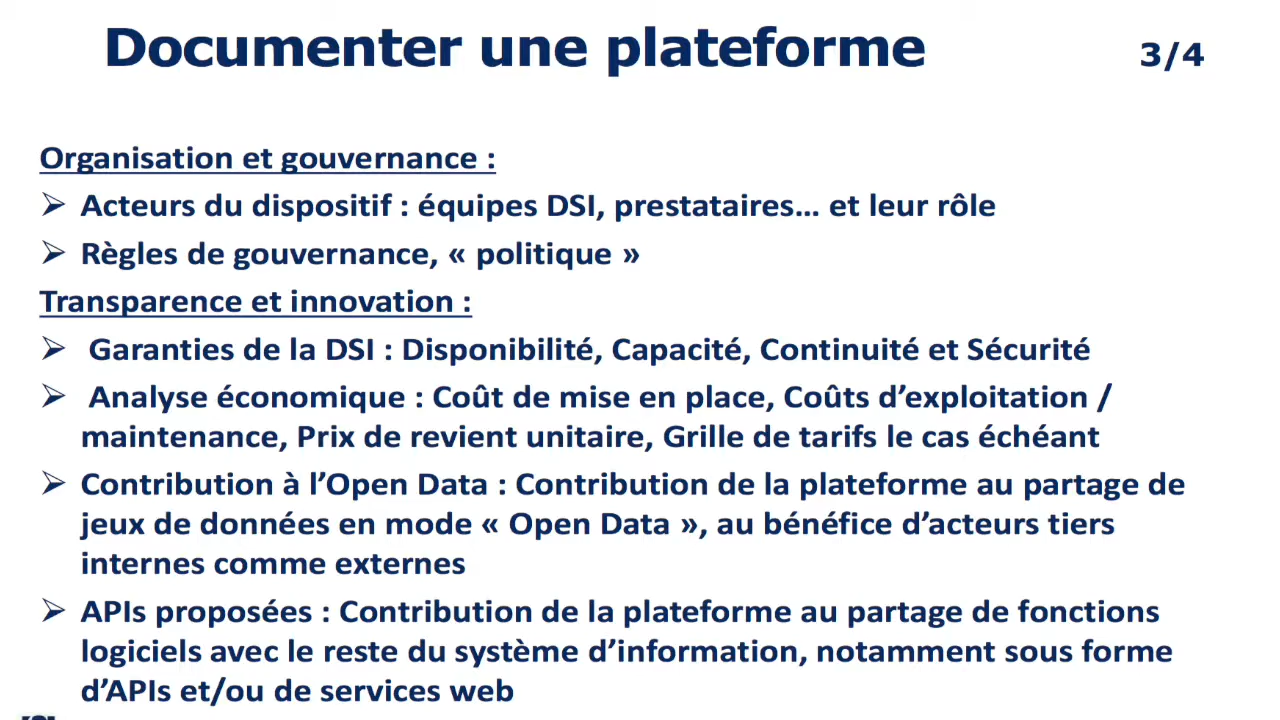 Documenter une plateforme 3/4
Organisation et gouvernance :
➢ Acteurs du dispositif : équipes DSI, prestataires… et leur rôle
➢ Règles de gouvernance, « politique »
Transparence et innovation :
➢ Garanties de la DSI : Disponibilité, Capacité, Continuité et Sécurité
➢ Analyse économique : Coût de mise en place, Coûts d’exploitation /
maintenance, Prix de revient unitaire, Grille de tarifs le cas échéant
➢ Contribution à l’Open Data : Contribution de la plateforme au partage de
jeux de données en mode « Open Data », au bénéfice d’acteurs tiers
internes comme externes
➢ APIs proposées : Contribution de la plateforme au partage de fonctions
logiciels avec le reste du système d’information, notamment sous forme
d’APIs et/ou de services web